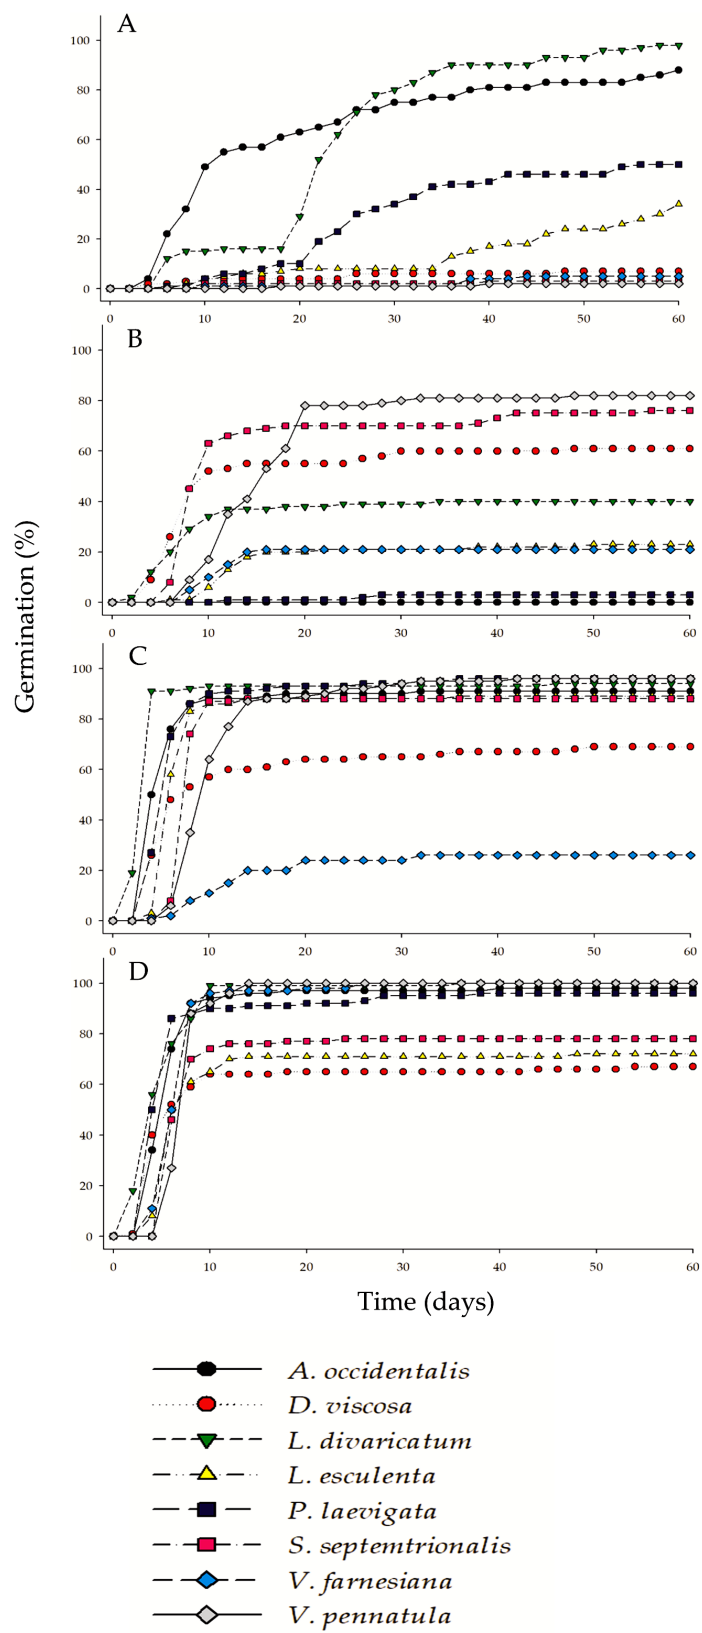 A
100
80
60
40
20
0
0 10 20 30 40 50 60
B
100
80
60
40
20
0
0 10 20 30 40 50 60
Germination (%)
C
100
80
60
40
20
0
0 10 20 30 40 50 60
D
100
80
60
40
20
0
0 10 20 30 40 50 60
Time (days)
A. occidentalis
D. viscosa
L. divaricatum
L. esculenta
P. laevigata
S. septemtrionalis
V. farnesiana
V. pennatula